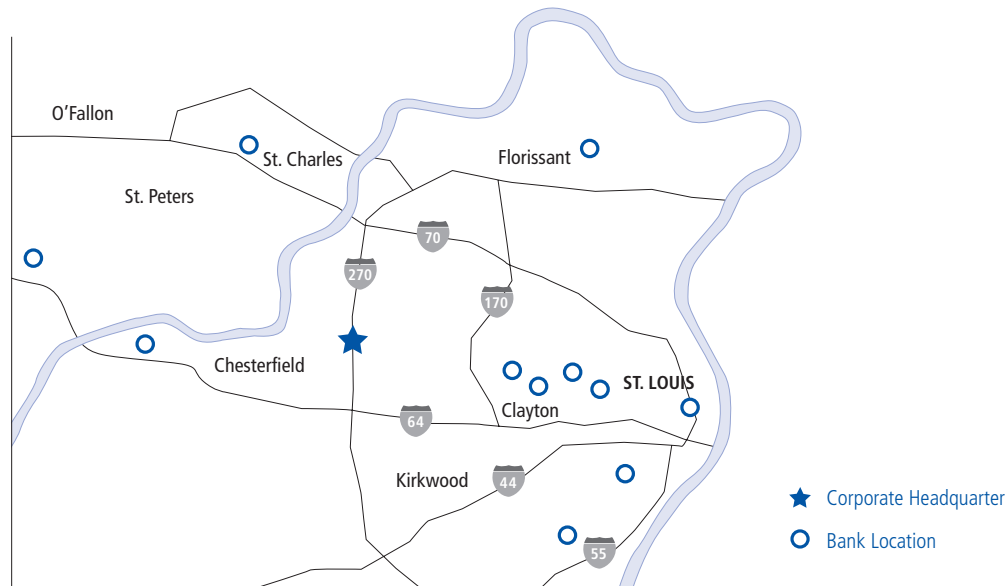 O'Fallon
St. Charles
Florissant
St. Peters
70
270
170
Chesterfield
ST. LOUIS
Clayton
64
Kirkwood
44
Corporate Headquarter
Bank Location
55